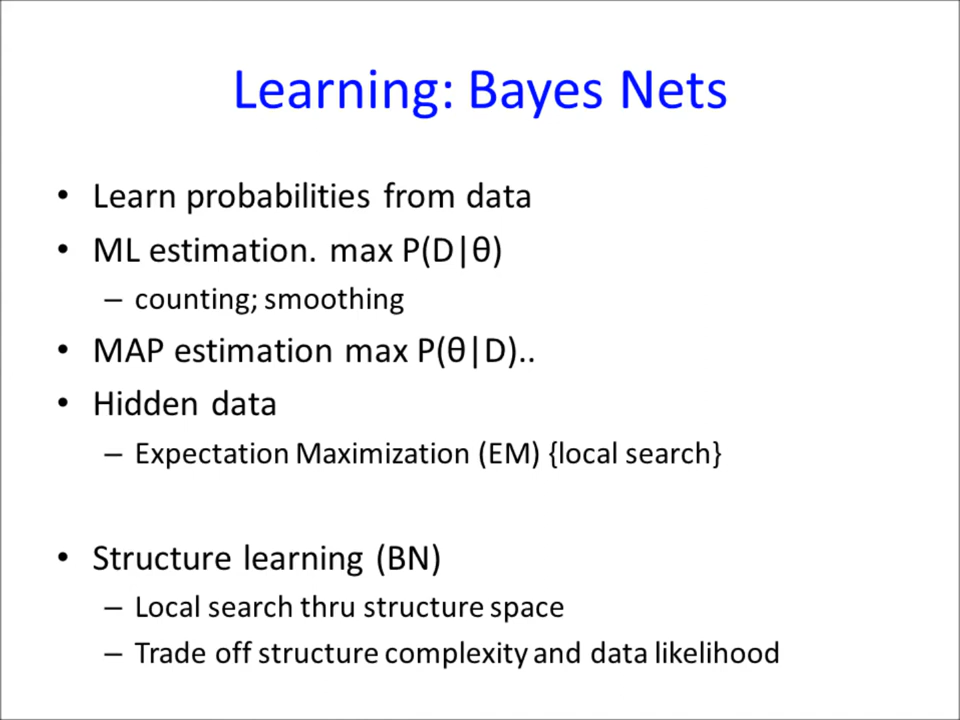 Learning: Bayes Nets
• Learn probabilities from data
• ML estimation. max P(D|θ)
– counting; smoothing
• MAP estimation max P(θ|D)..
• Hidden data
– Expectation Maximization (EM) {local search}
• Structure learning (BN)
– Local search thru structure space
– Trade off structure complexity and data likelihood